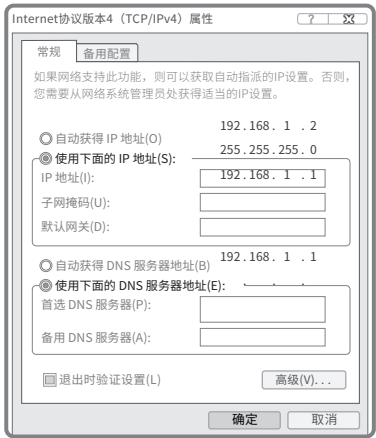 Internet协议版本4（TCP/IPv4）属性
常规 备用配置
如果网络支持此功能，则可以获取自动指派的IP设置。否则，
您需要从网络系统管理员处获得适当的IP设置。
192.168. 1 . 2
自动获得 IP 地址(O)
255.255.255. 0
使用下面的 IP 地址(S):
192.168. 1 . 1
IP 地址(I):
子网掩码(U):
默认网关(D):
192.168. 1 . 1
自动获得 DNS 服务器地址(B)
使用下面的 DNS 服务器地址(E):
首选 DNS 服务器(P):
备用 DNS 服务器(A):
退出时验证设置(L)
高级(V)...
确定 取消